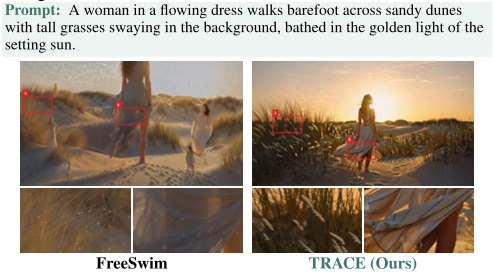 Prompt: A woman in a flowing dress walks barefoot across sandy dunes
with tall grasses swaying in the background, bathed in the golden light of the
setting sun.
FreeSwim
TRACE (Ours)